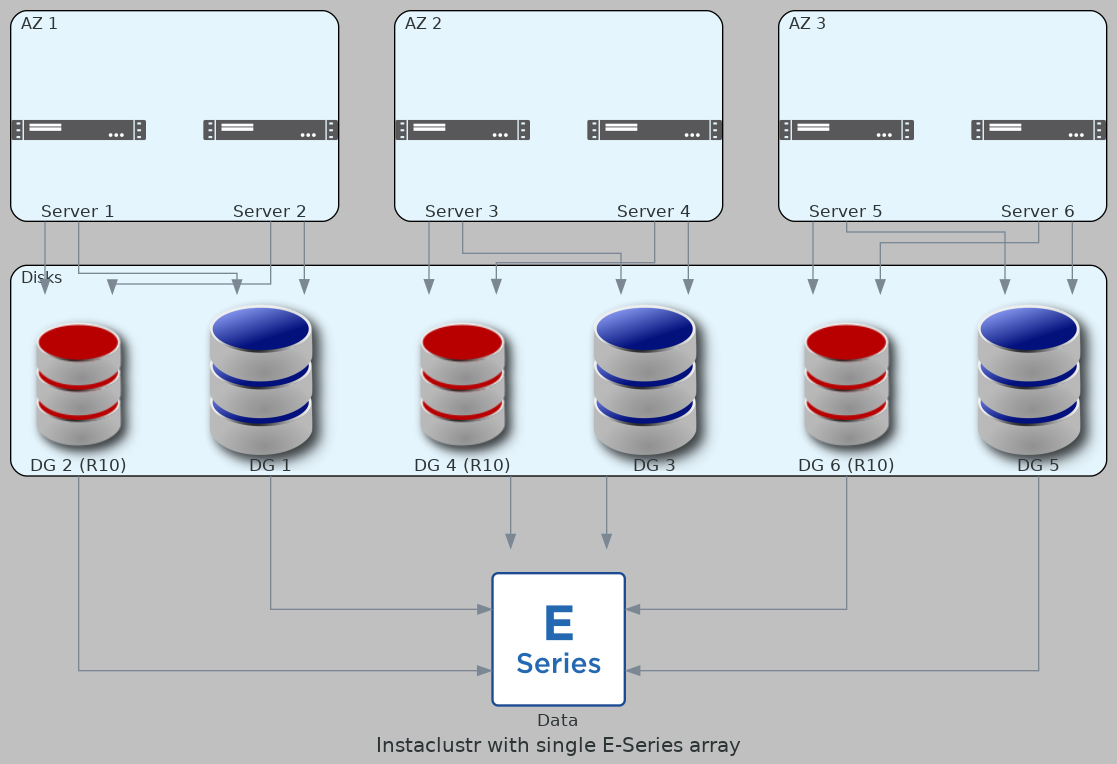 AZ 1
AZ 2
AZ 3
Server 1
Server 2
Server 3
Server 4
Server 5
Server 6
Disks
DG 2 (R10)
DG 1
DG 4 (R10)
DG 3
DG 6 (R10)
DG 5
E
Series
Data
Instaclustr with single E-Series array